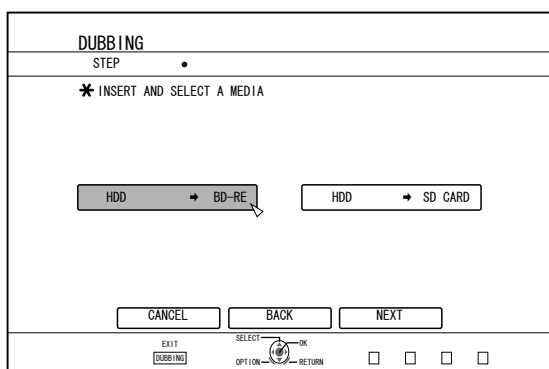 DUBBING
STEP
INSERT AND SELECT A MEDIA
HDD → BD-RE
HDD → SD CARD
CANCEL
BACK
NEXT
EXIT
DUBBING
SELECT
OK
OPTION
RETURN